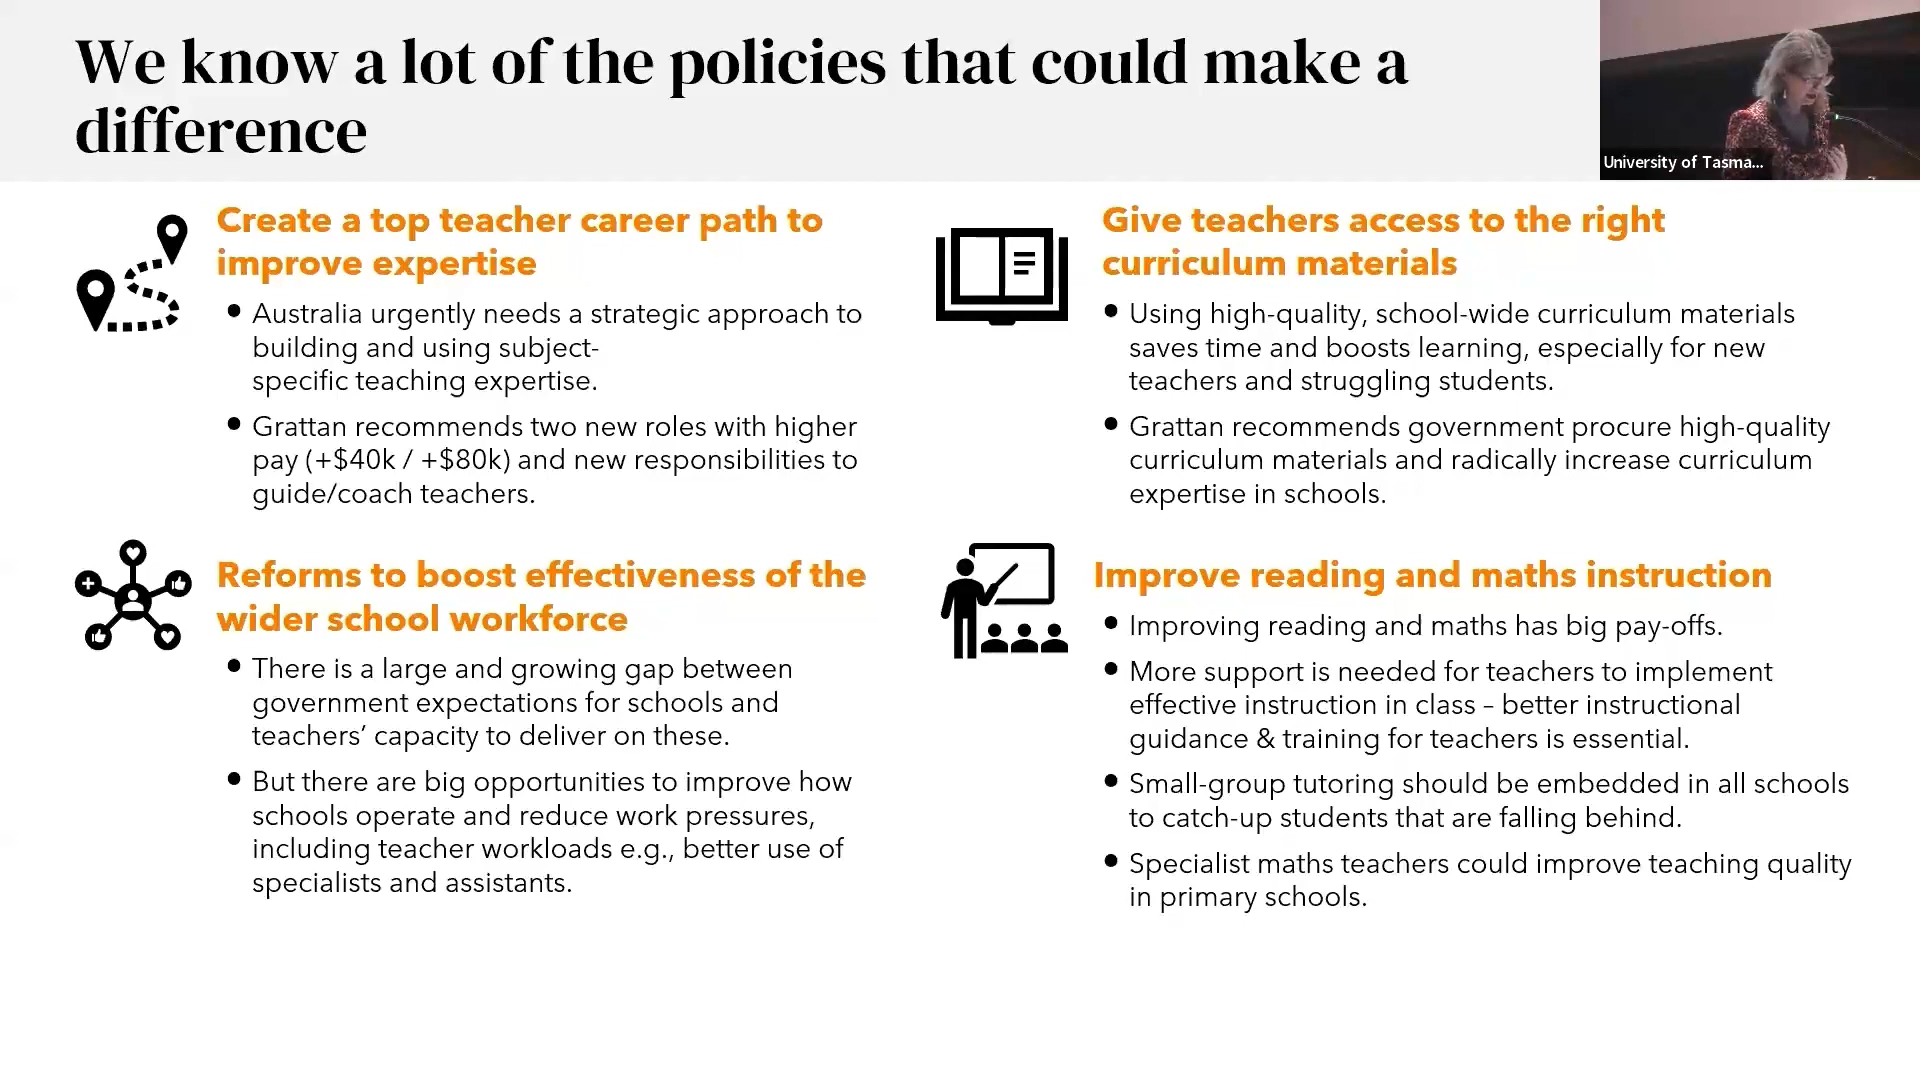 We know a lot of the policies that could make a
difference
University of Tasma...
Create a top teacher career path to
improve expertise
• Australia urgently needs a strategic approach to
building and using subject-
specific teaching expertise.
• Grattan recommends two new roles with higher
pay (+$40k / +$80k) and new responsibilities to
guide/coach teachers.
Give teachers access to the right
curriculum materials
• Using high-quality, school-wide curriculum materials
saves time and boosts learning, especially for new
teachers and struggling students.
• Grattan recommends government procure high-quality
curriculum materials and radically increase curriculum
expertise in schools.
Reforms to boost effectiveness of the
wider school workforce
• There is a large and growing gap between
government expectations for schools and
teachers’ capacity to deliver on these.
• But there are big opportunities to improve how
schools operate and reduce work pressures,
including teacher workloads e.g., better use of
specialists and assistants.
Improve reading and maths instruction
• Improving reading and maths has big pay-offs.
• More support is needed for teachers to implement
effective instruction in class – better instructional
guidance & training for teachers is essential.
• Small-group tutoring should be embedded in all schools
to catch-up students that are falling behind.
• Specialist maths teachers could improve teaching quality
in primary schools.